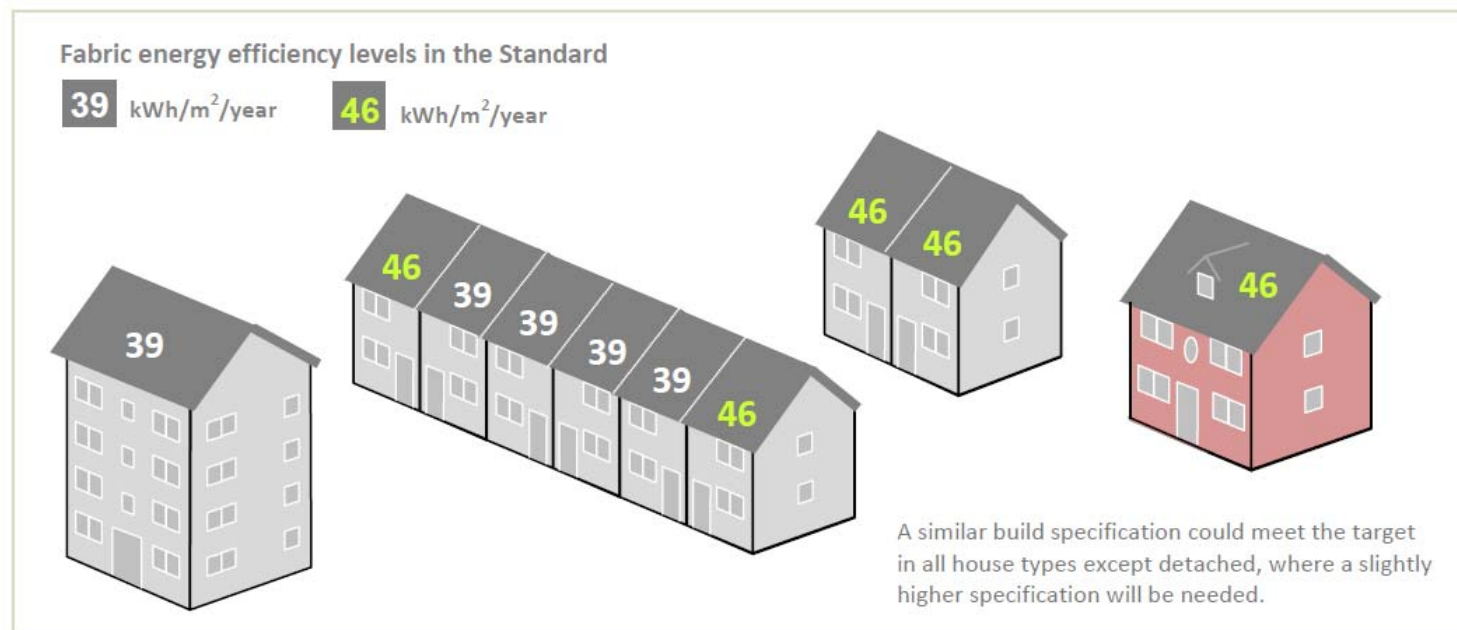 Fabric energy efficiency levels in the Standard
39 kWh/m²/year 46 kWh/m²/year
39
46
39
39
39
39
46
46
46
46
A similar build specification could meet the target
in all house types except detached, where a slightly
higher specification will be needed.